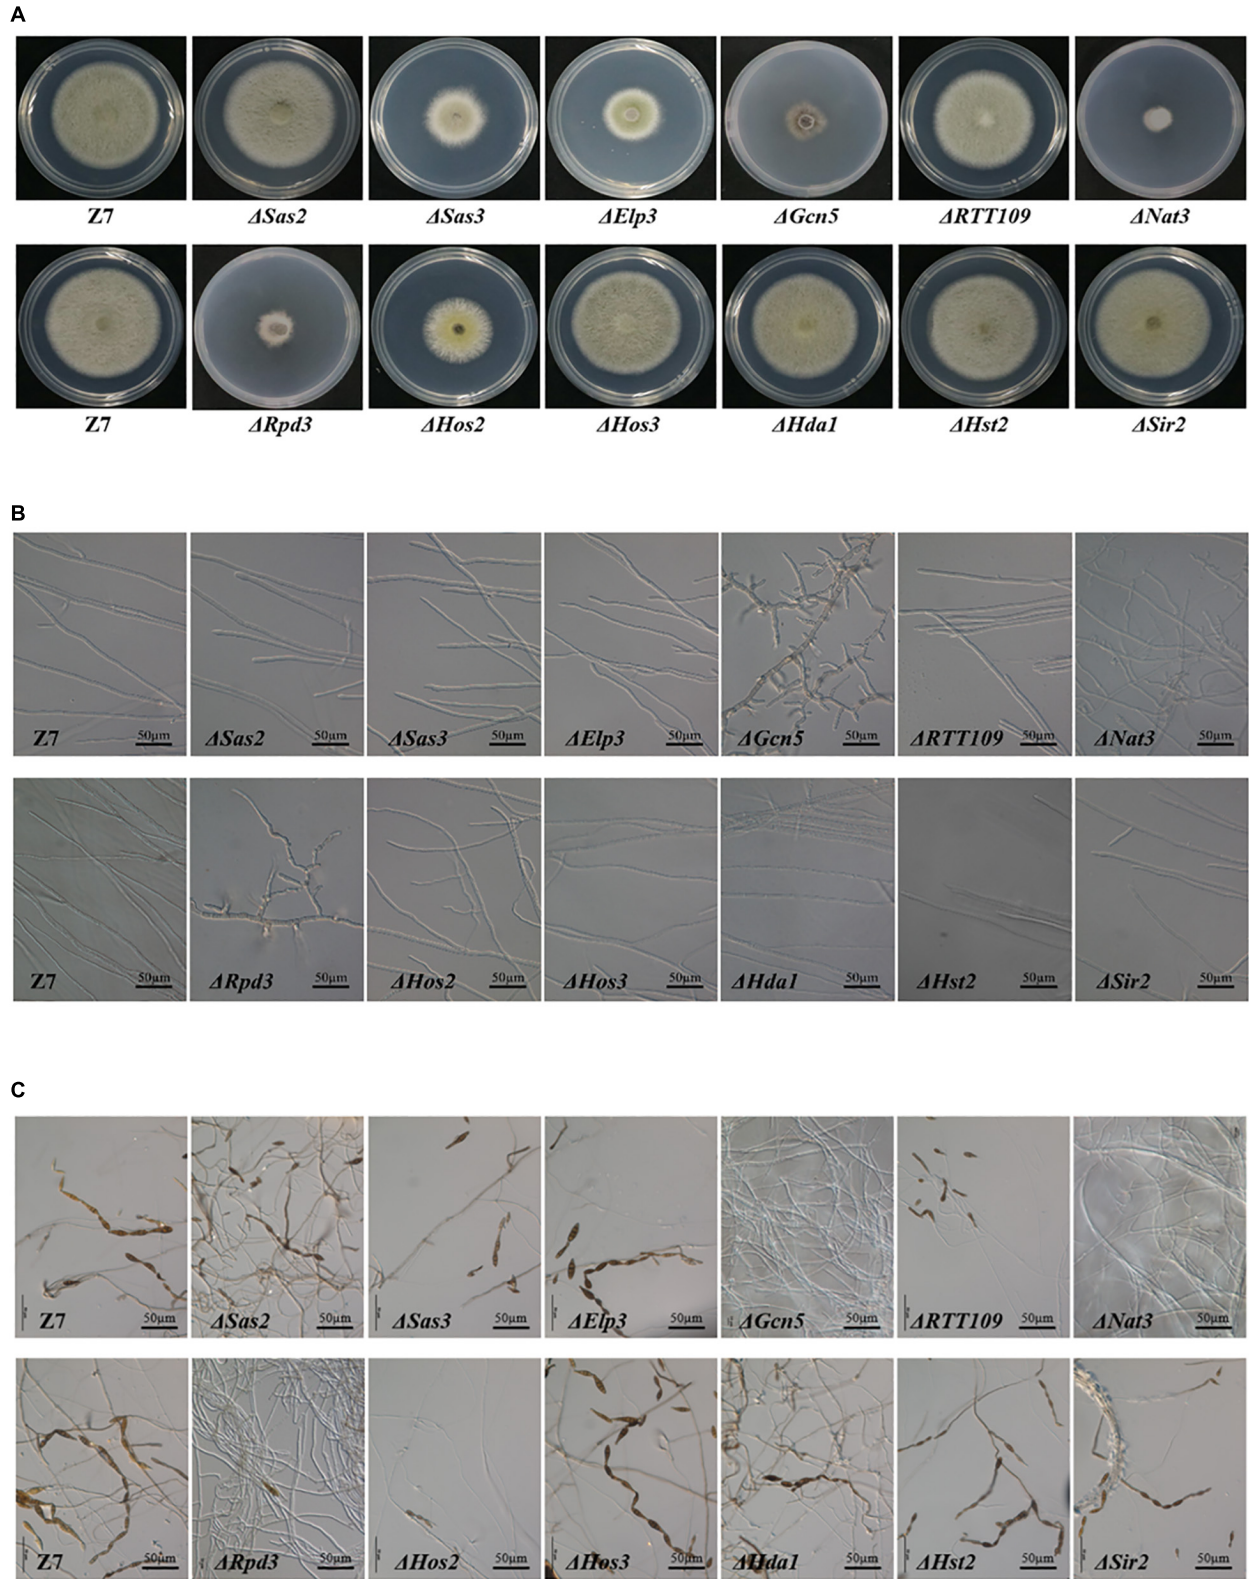 A
Z7 ΔSas2 ΔSas3 ΔElp3 ΔGcn5 ΔRTT109 ΔNat3
Z7 ΔRpd3 ΔHos2 ΔHos3 ΔHda1 ΔHst2 ΔSir2
B
Z7 50μm ΔSas2 50μm ΔSas3 50μm ΔElp3 50μm ΔGcn5 50μm ΔRTT109 50μm ΔNat3 50μm
Z7 50μm ΔRpd3 50μm ΔHos2 50μm ΔHos3 50μm ΔHda1 50μm ΔHst2 50μm ΔSir2 50μm
C
Z7 50μm ΔSas2 50μm ΔSas3 50μm ΔElp3 50μm ΔGcn5 50μm ΔRTT109 50μm ΔNat3 50μm
Z7 50μm ΔRpd3 50μm ΔHos2 50μm ΔHos3 50μm ΔHda1 50μm ΔHst2 50μm ΔSir2 50μm